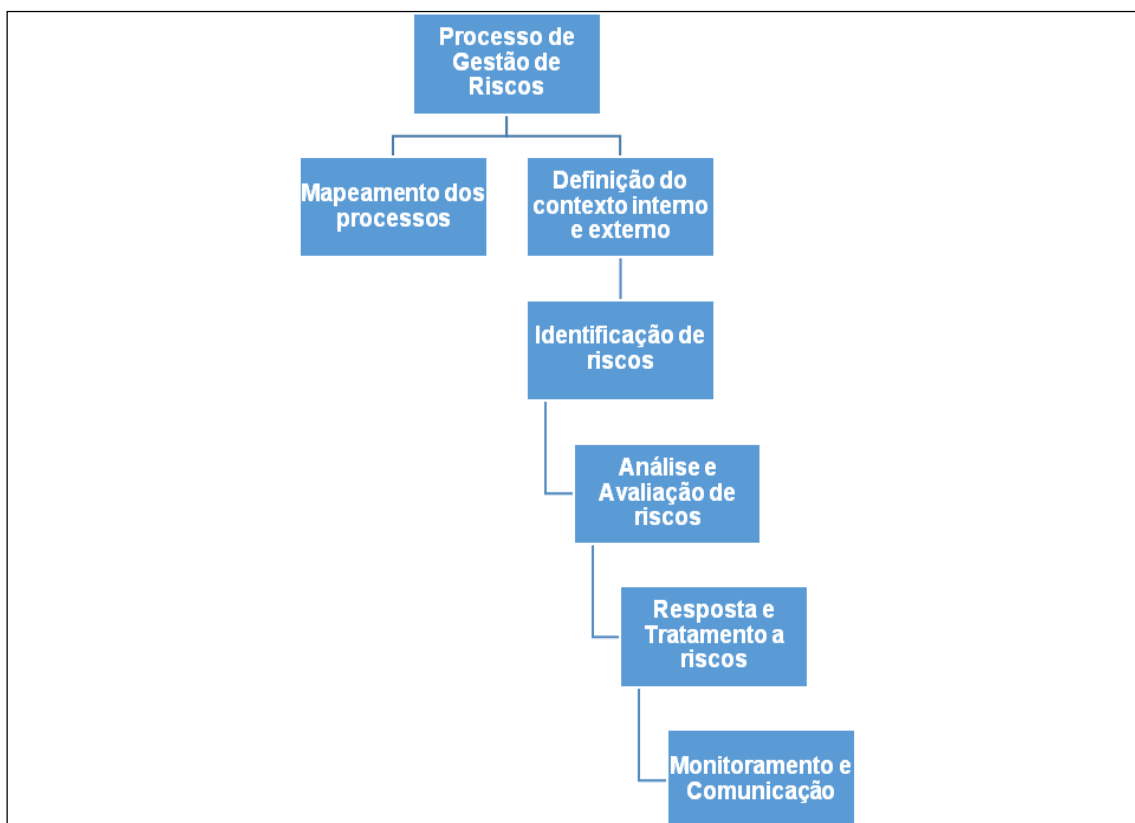 Processo de
Gestão de
Riscos
Mapeamento dos
processos
Definição do
contexto interno
e externo
Identificação de
riscos
Análise e
Avaliação de
riscos
Resposta e
Tratamento a
riscos
Monitoramento e
Comunicação